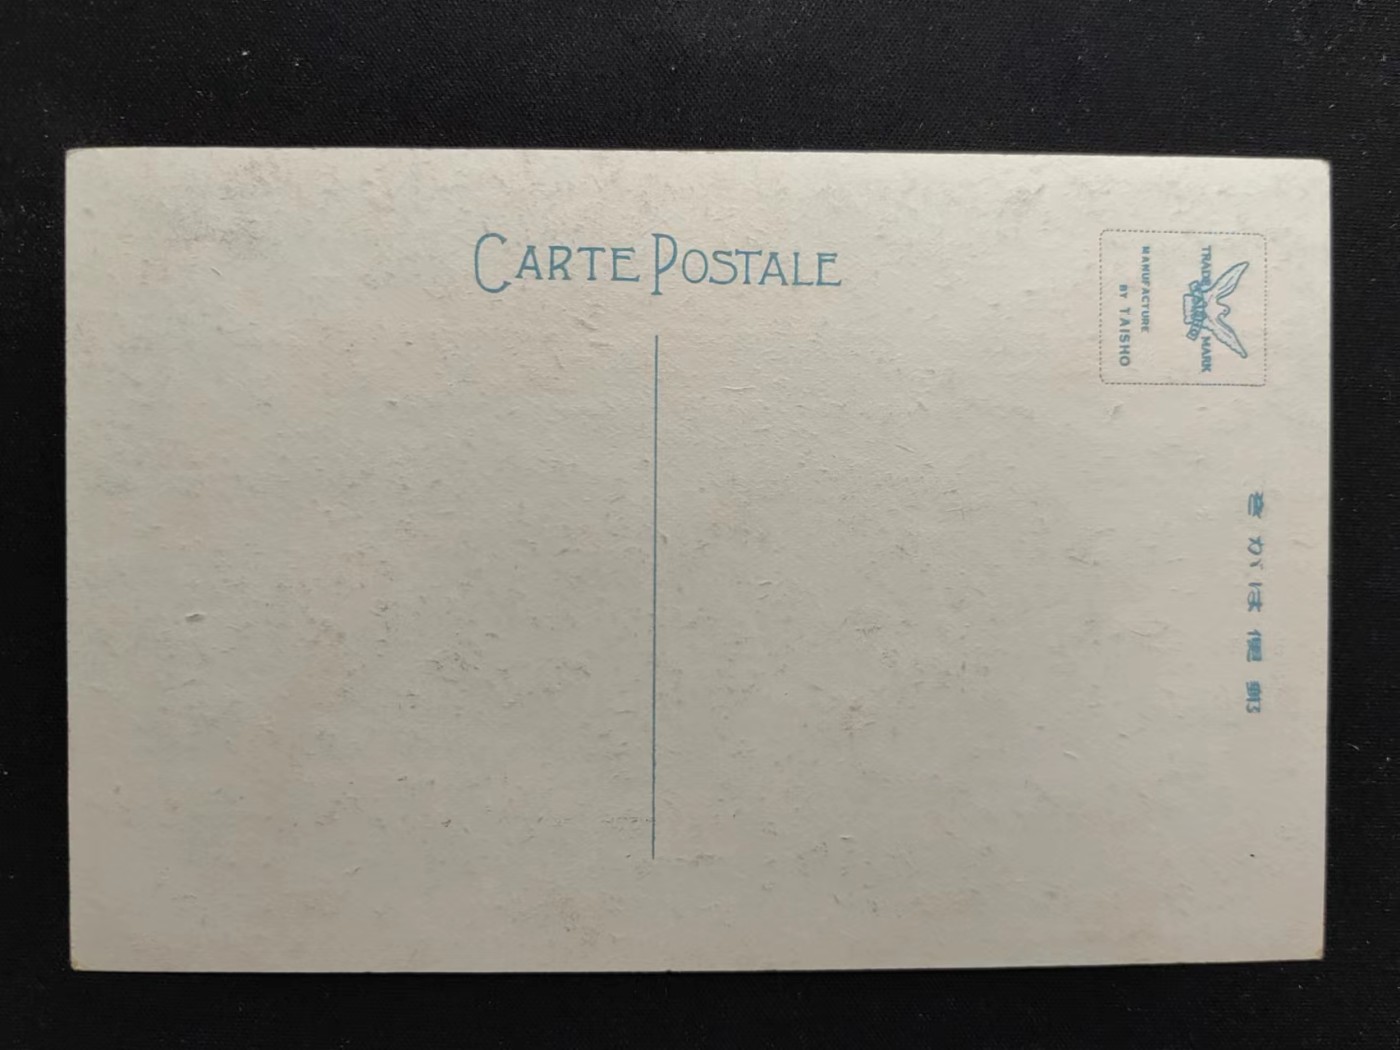 CARTE POSTALE
TRADE MARK
MANUFACTURE
BY TAISHO
郵便はがき